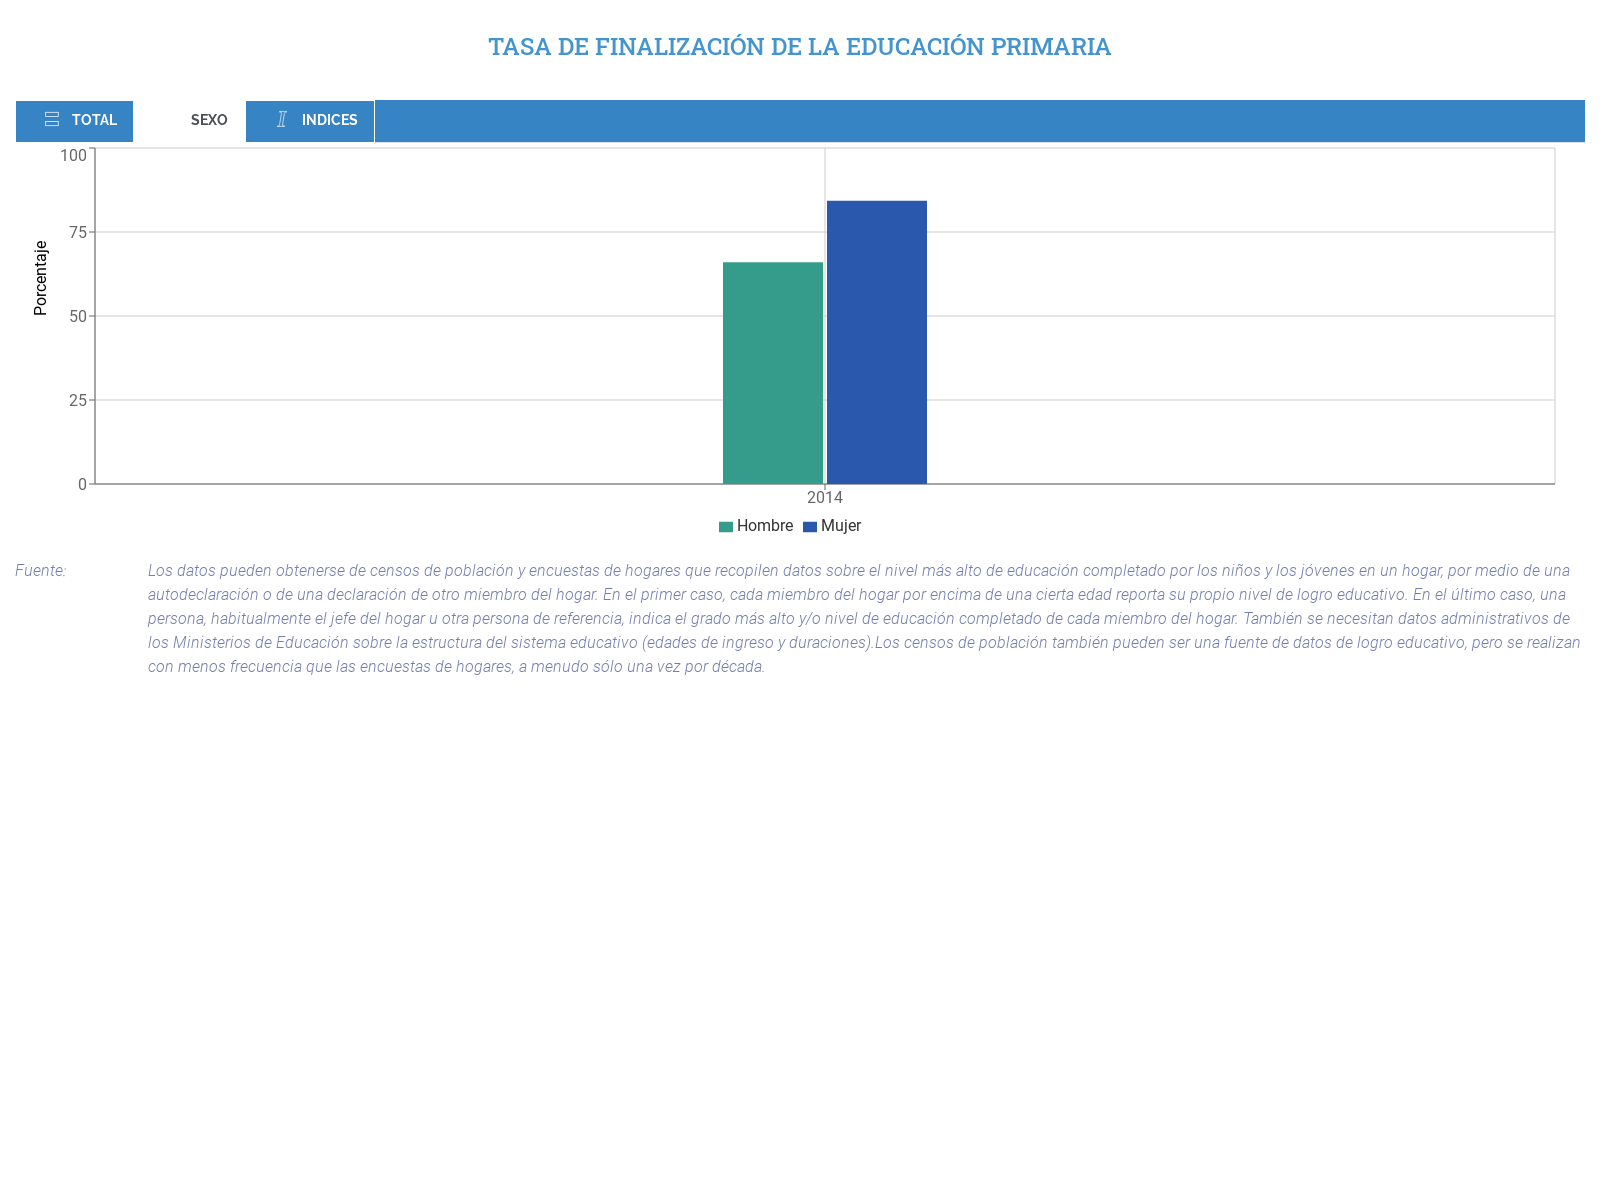 TASA DE FINALIZACIÓN DE LA EDUCACIÓN PRIMARIA
TOTAL SEXO INDICES
100
75
50
25
0
Porcentaje
2014
Hombre Mujer
Fuente: Los datos pueden obtenerse de censos de población y encuestas de hogares que recopilen datos sobre el nivel más alto de educación completado por los niños y los jóvenes en un hogar, por medio de una
autodeclaración o de una declaración de otro miembro del hogar. En el primer caso, cada miembro del hogar por encima de una cierta edad reporta su propio nivel de logro educativo. En el último caso, una
persona, habitualmente el jefe del hogar u otra persona de referencia, indica el grado más alto y/o nivel de educación completado de cada miembro del hogar. También se necesitan datos administrativos de
los Ministerios de Educación sobre la estructura del sistema educativo (edades de ingreso y duraciones).Los censos de población también pueden ser una fuente de datos de logro educativo, pero se realizan
con menos frecuencia que las encuestas de hogares, a menudo sólo una vez por década.